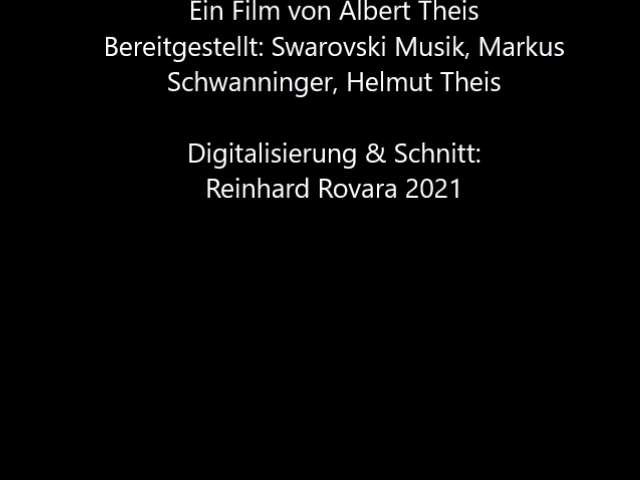 Ein Film von Albert Theis
Bereitgestellt: Swarovski Musik, Markus
Schwanninger, Helmut Theis
Digitalisierung & Schnitt:
Reinhard Rovara 2021